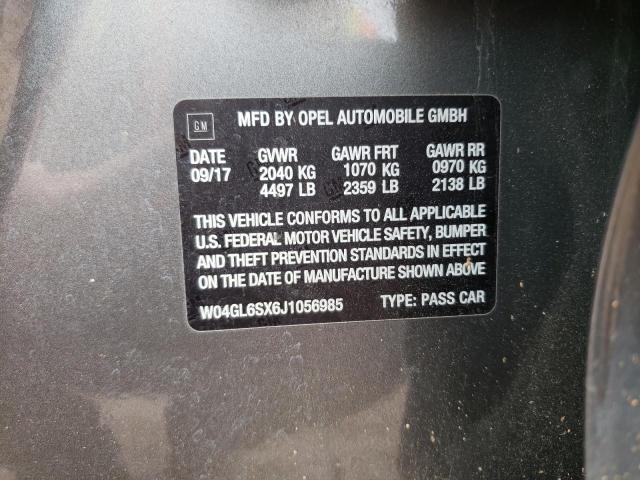 GM MFD BY OPEL AUTOMOBILE GMBH
DATE GVWR GAWR FRT GAWR RR
09/17 2040 KG 1070 KG 0970 KG
4497 LB 2359 LB 2138 LB
THIS VEHICLE CONFORMS TO ALL APPLICABLE
U.S. FEDERAL MOTOR VEHICLE SAFETY, BUMPER
AND THEFT PREVENTION STANDARDS IN EFFECT
ON THE DATE OF MANUFACTURE SHOWN ABOVE
W04GL6SX6J1056985 TYPE: PASS CAR